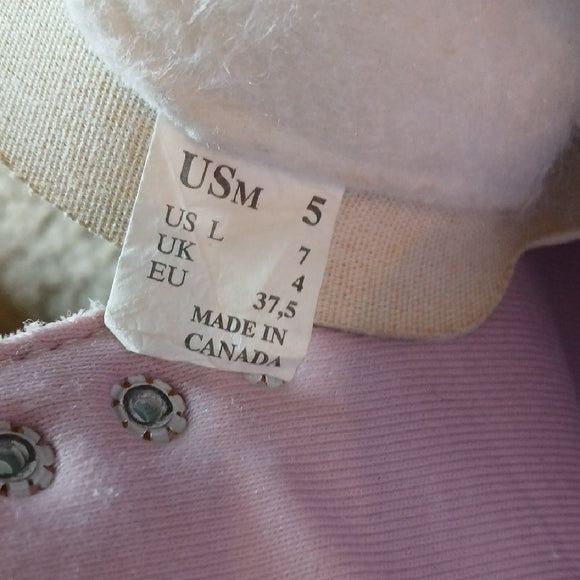 USM 5
US L 7
UK 4
EU 37,5
MADE IN
CANADA